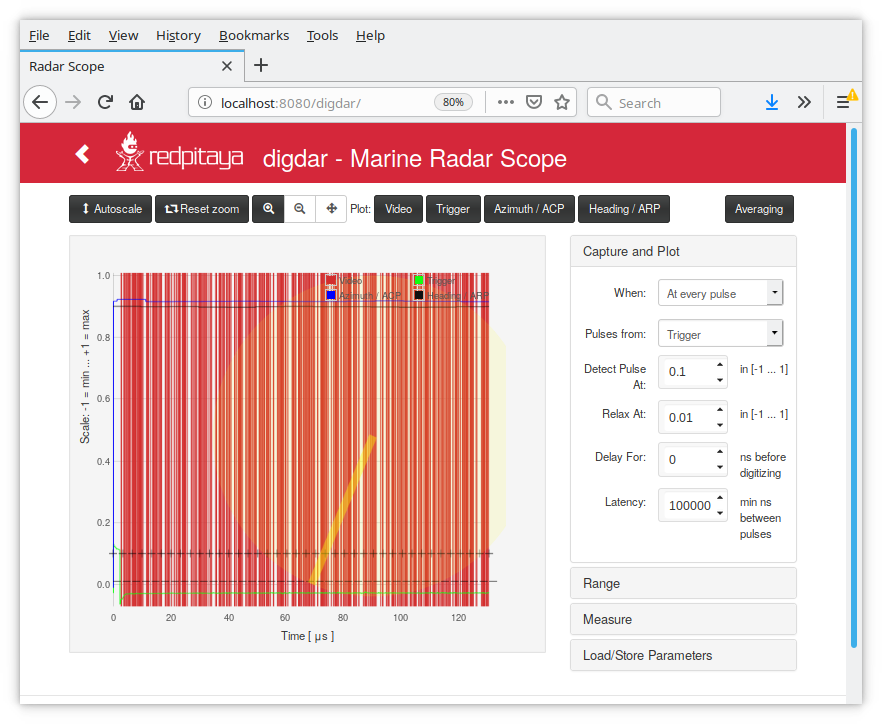 File Edit View History Bookmarks Tools Help
Radar Scope
localhost:8080/digdar/ 80% Search
redpitaya digdar - Marine Radar Scope
Autoscale Reset zoom Plot: Video Trigger Azimuth / ACP Heading / ARP Averaging
Video Trigger
Azimuth / ACP Heading / ARP
Scale: -1 = min ... +1 = max
1.0
0.8
0.6
0.4
0.2
0.0
0 20 40 60 80 100 120
Time [ µs ]
Capture and Plot
When: At every pulse
Pulses from: Trigger
Detect Pulse At: 0.1 in [-1 ... 1]
Relax At: 0.01 in [-1 ... 1]
Delay For: 0 ns before digitizing
Latency: 100000 min ns between pulses
Range
Measure
Load/Store Parameters